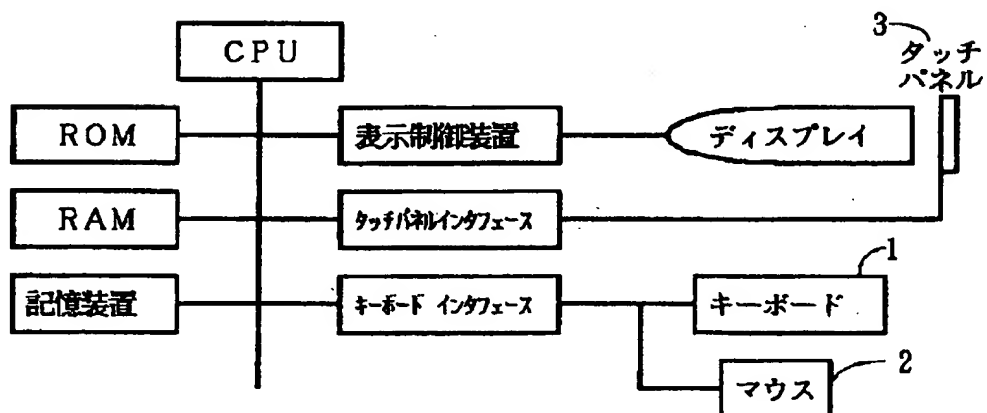 CPU
3
タッチ
パネル
ROM
表示制御装置
ディスプレイ
RAM
タッチパネルインタフェース
1
記憶装置
キーボード インタフェース
キーボード
2
マウス